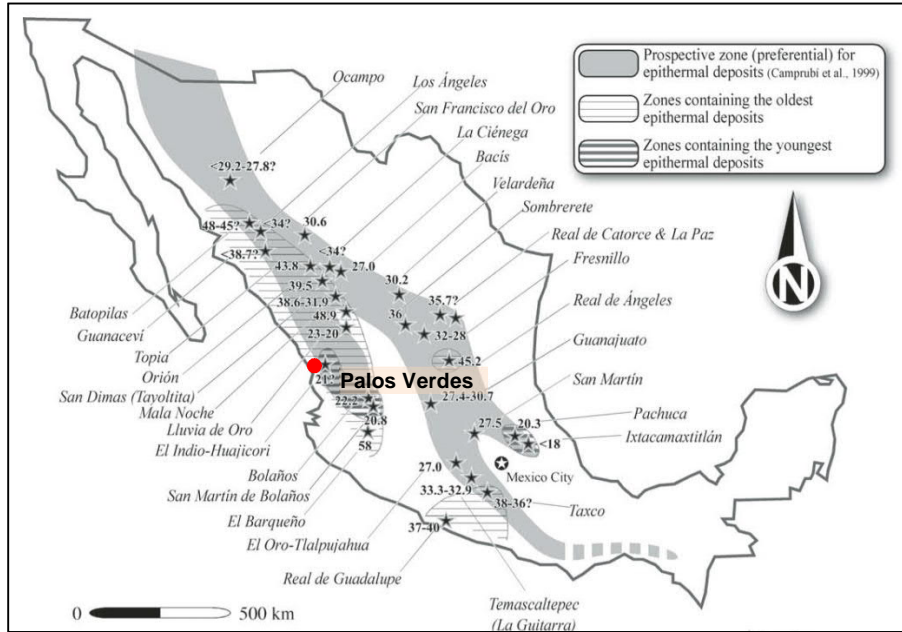 Prospective zone (preferential) for
epithermal deposits (Camprubí et al., 1999)
Zones containing the oldest
epithermal deposits
Zones containing the youngest
epithermal deposits
N
Ocampo
Los Ángeles
San Francisco del Oro
La Ciénega
Bacís
Velardeña
Sombrerete
Real de Catorce & La Paz
Fresnillo
Real de Ángeles
Guanajuato
San Martín
Pachuca
Ixtacamaxtitlán
Mexico City
Taxco
Temascaltepec
(La Guitarra)
Batopilas
Guanaceví
Topia
Orión
San Dimas (Tayoltita)
Mala Noche
Lluvia de Oro
El Indio-Huajicori
Bolaños
San Martín de Bolaños
El Barqueño
El Oro-Tlalpujahua
Real de Guadalupe
Palos Verdes
<29.2-27.8?
48-45?
<34?
30.6
<38.7?
43.8
<34?
27.0
39.5
38.6-31.9
48.9
23-20
30.2
36
35.7?
32-28
45.2
21?
22.2
20.8
58
27.4-30.7
27.5
20.3
<18
27.0
33.3-32.9
38-36?
37-40
0
500 km